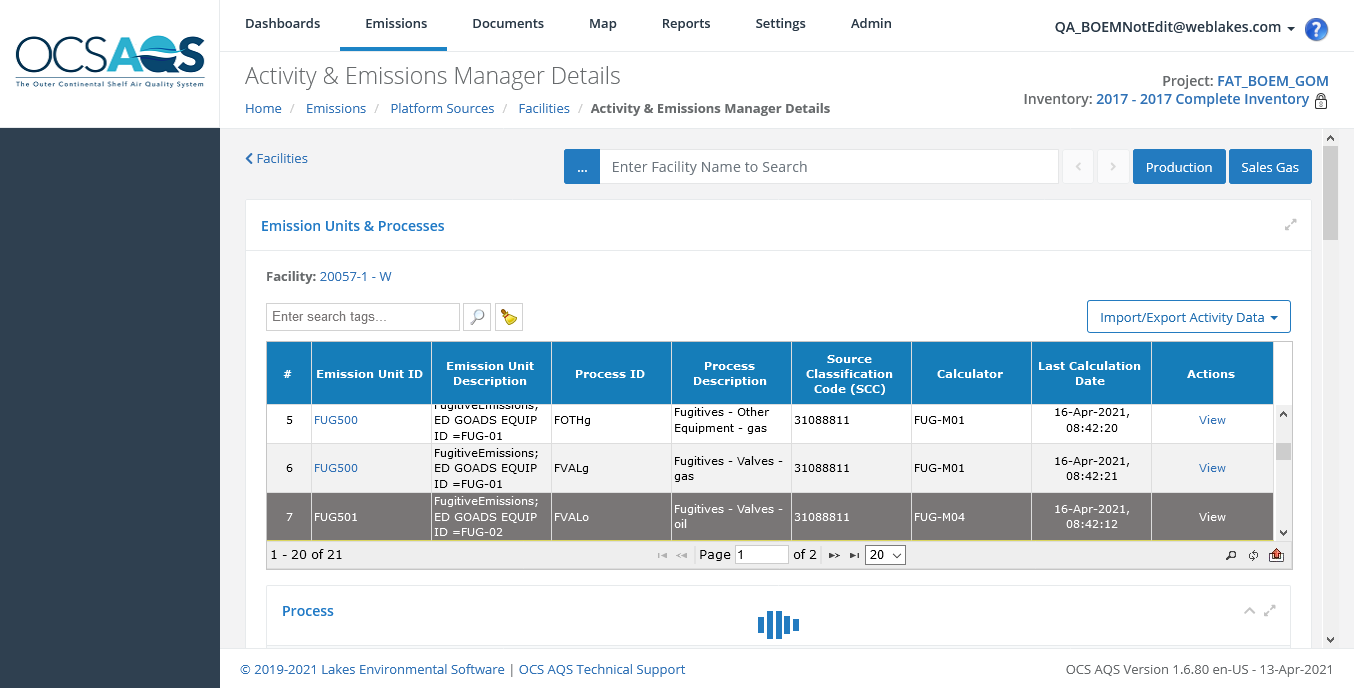 OCSAQS
The Outer Continental Shelf Air Quality System
Dashboards Emissions Documents Map Reports Settings Admin
QA_BOEMNotEdit@weblakes.com
?
Activity & Emissions Manager Details
Home / Emissions / Platform Sources / Facilities / Activity & Emissions Manager Details
Project: FAT_BOEM_GOM
Inventory: 2017 - 2017 Complete Inventory
Facilities
... Enter Facility Name to Search
Production Sales Gas
Emission Units & Processes
Facility: 20057-1 - W
Enter search tags...
Import/Export Activity Data
# Emission Unit ID Emission Unit Description Process ID Process Description Source Classification Code (SCC) Calculator Last Calculation Date Actions
5 FUG500 FugitiveEmissions; ED GOADS EQUIP ID =FUG-01 FOTHg Fugitives - Other Equipment - gas 31088811 FUG-M01 16-Apr-2021, 08:42:20 View
6 FUG500 FugitiveEmissions; ED GOADS EQUIP ID =FUG-01 FVALg Fugitives - Valves - gas 31088811 FUG-M01 16-Apr-2021, 08:42:21 View
7 FUG501 FugitiveEmissions; ED GOADS EQUIP ID =FUG-02 FVALo Fugitives - Valves - oil 31088811 FUG-M04 16-Apr-2021, 08:42:12 View
1 - 20 of 21
Page 1 of 2
20
Process
© 2019-2021 Lakes Environmental Software | OCS AQS Technical Support
OCS AQS Version 1.6.80 en-US - 13-Apr-2021